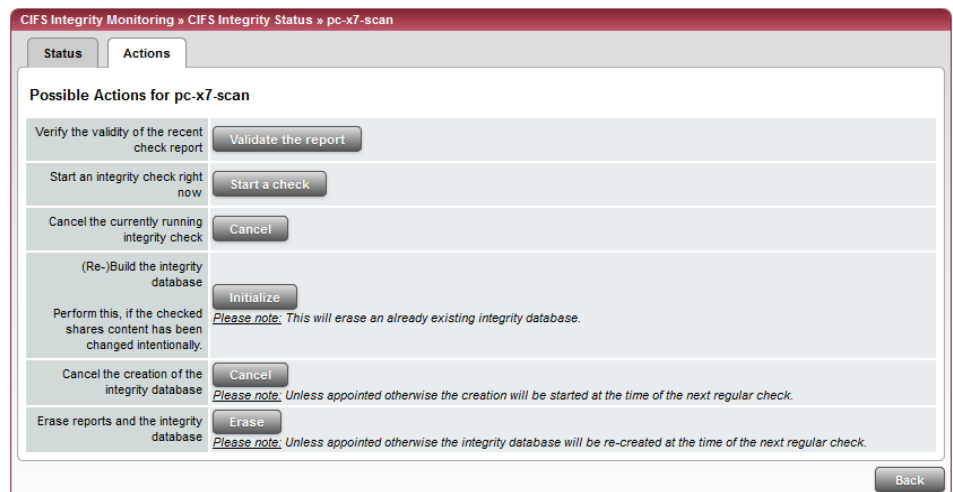 CIFS Integrity Monitoring » CIFS Integrity Status » pc-x7-scan
Status
Actions
Possible Actions for pc-x7-scan
Verify the validity of the recent
check report
Validate the report
Start an integrity check right
now
Start a check
Cancel the currently running
integrity check
Cancel
(Re-)Build the integrity
database
Perform this, if the checked
shares content has been
changed intentionally.
Initialize
Please note: This will erase an already existing integrity database.
Cancel the creation of the
integrity database
Cancel
Please note: Unless appointed otherwise the creation will be started at the time of the next regular check.
Erase reports and the integrity
database
Erase
Please note: Unless appointed otherwise the integrity database will be re-created at the time of the next regular check.
Back